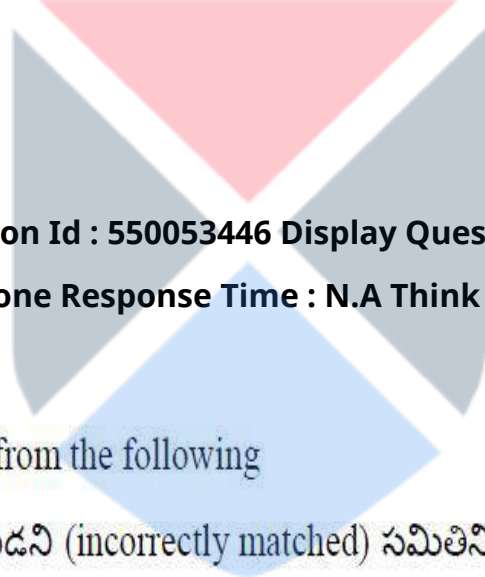 on Id : 550053446 Display Ques
one Response Time : N.A Think
from the following
డని (incorrectly matched) సమితిని